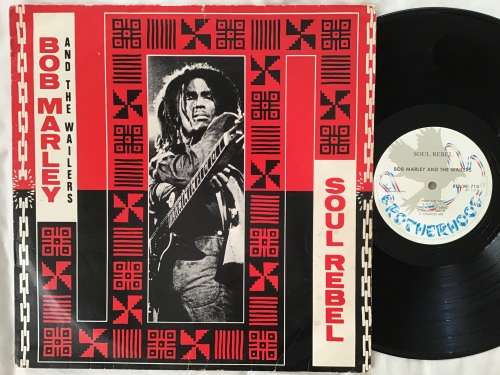 BOB MARLEY
AND THE WAILERS
SOUL REBEL
SOUL REBEL
BOB MARLEY AND THE WAILERS